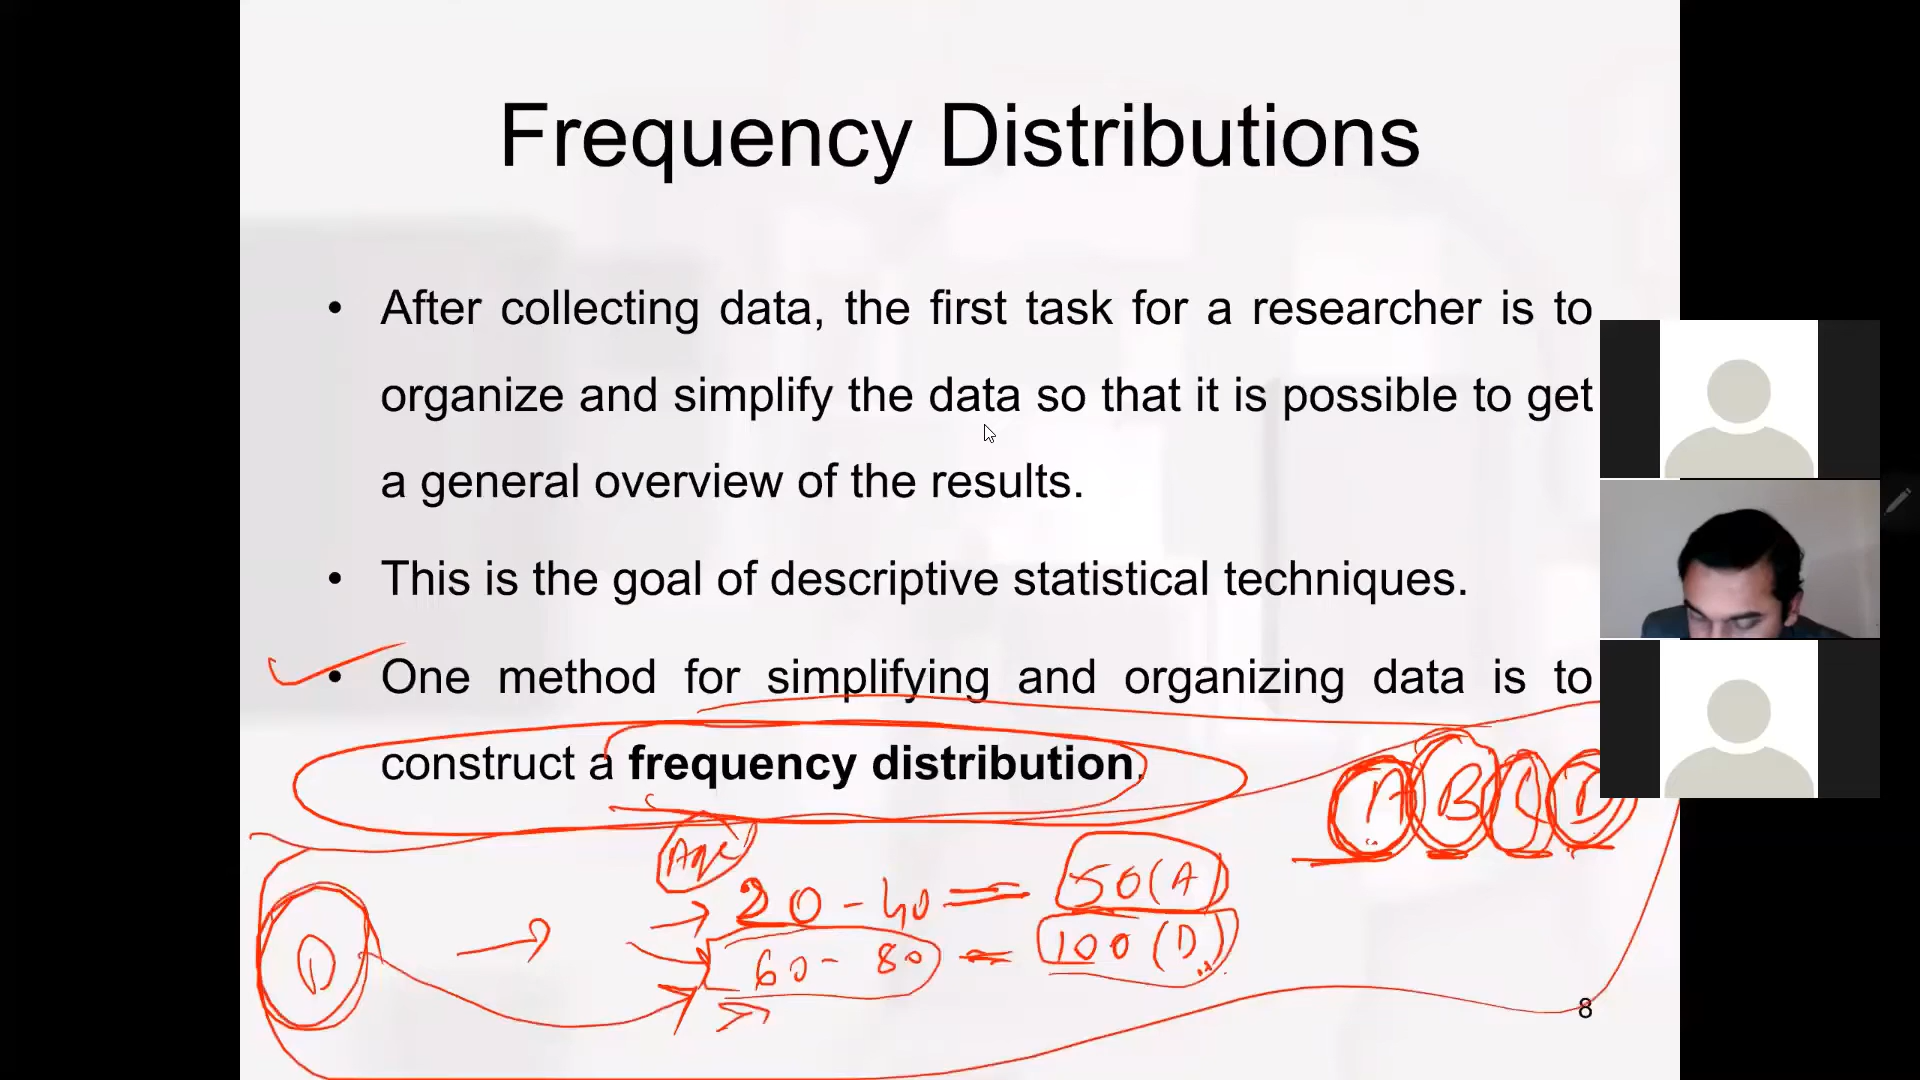 Frequency Distributions
• After collecting data, the first task for a researcher is to
organize and simplify the data so that it is possible to get
a general overview of the results.
• This is the goal of descriptive statistical techniques.
• One method for simplifying and organizing data is to
construct a frequency distribution.
A B C D
Age
20 - 40 = 50 (A)
D → 60 - 80 = 100 (D)
8